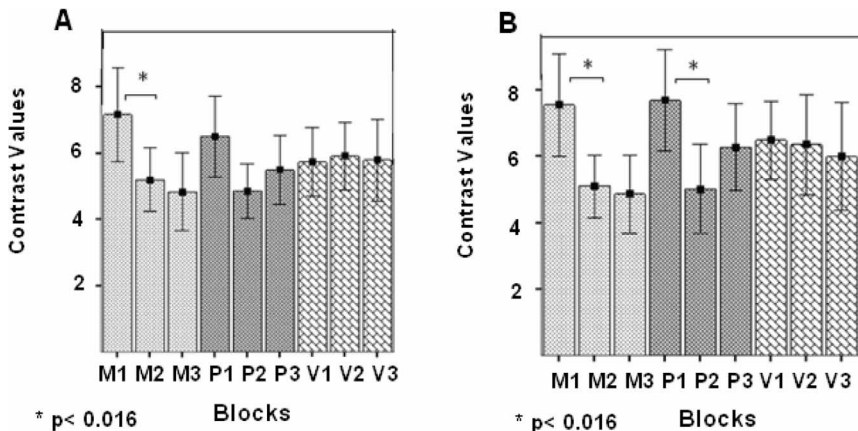 A
Contrast Values
8
6
4
2
*
M1 M2 M3 P1 P2 P3 V1 V2 V3
* p< 0.016
Blocks
B
Contrast Values
8
6
4
2
*
*
M1 M2 M3 P1 P2 P3 V1 V2 V3
* p< 0.016
Blocks